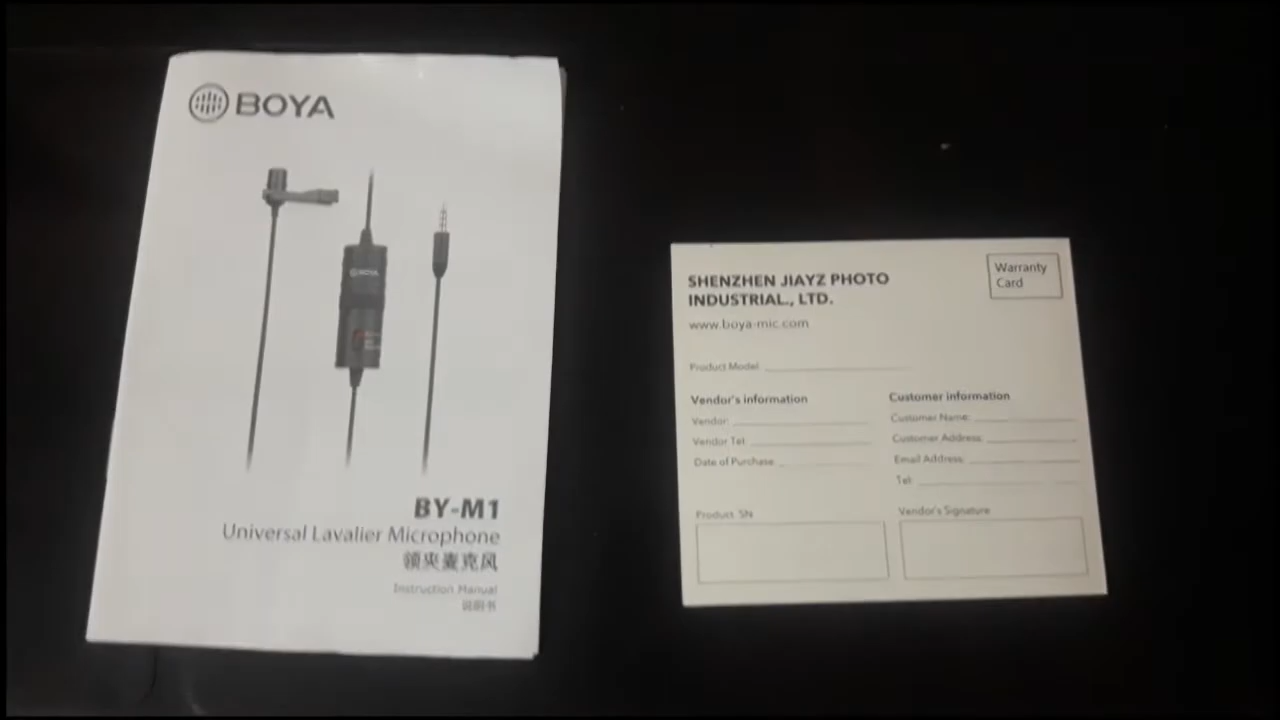 BOYA
BOYA
BY-M1
Universal Lavalier Microphone
领夹麦克风
Instruction Manual
说明书
SHENZHEN JIAYZ PHOTO
INDUSTRIAL., LTD.
www.boya-mic.com
Warranty
Card
Product Model:
Vendor's information
Vendor:
Vendor Tel:
Date of Purchase:
Customer information
Customer Name:
Customer Address:
Email Address:
Tel:
Product SN
Vendor's Signature